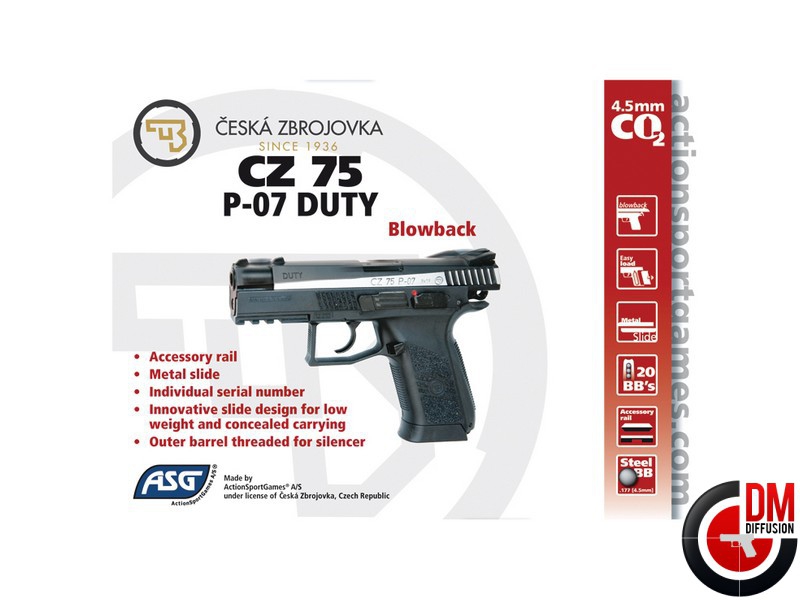 ČESKÁ ZBROJOVKA
SINCE 1936
CZ 75
P-07 DUTY
Blowback
DUTY
CZ 75 P-07
• Accessory rail
• Metal slide
• Individual serial number
• Innovative slide design for low
weight and concealed carrying
• Outer barrel threaded for silencer
ASG
ActionSportGames A/S®
Made by
ActionSportGames® A/S
under license of Česká Zbrojovka, Czech Republic
4.5mm
CO2
blowback
Easy
load
Metal
Slide
20
BB's
Accessory
rail
Steel
BB
.177 [4.5mm]
actionsportgames.com
DM
DIFFUSION